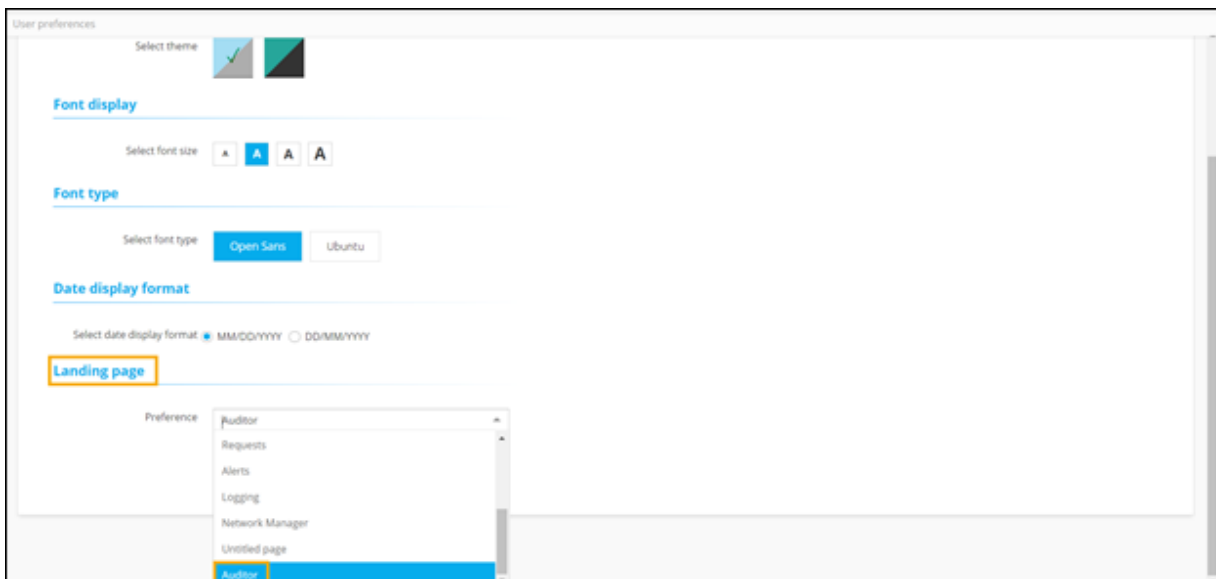 User preferences
Select theme
Font display
Select font size A A A A
Font type
Select font type Open Sans Ubuntu
Date display format
Select date display format MM/DD/YYYY DD/MM/YYYY
Landing page
Preference Auditor
Requests
Alerts
Logging
Network Manager
Untitled page
Auditor